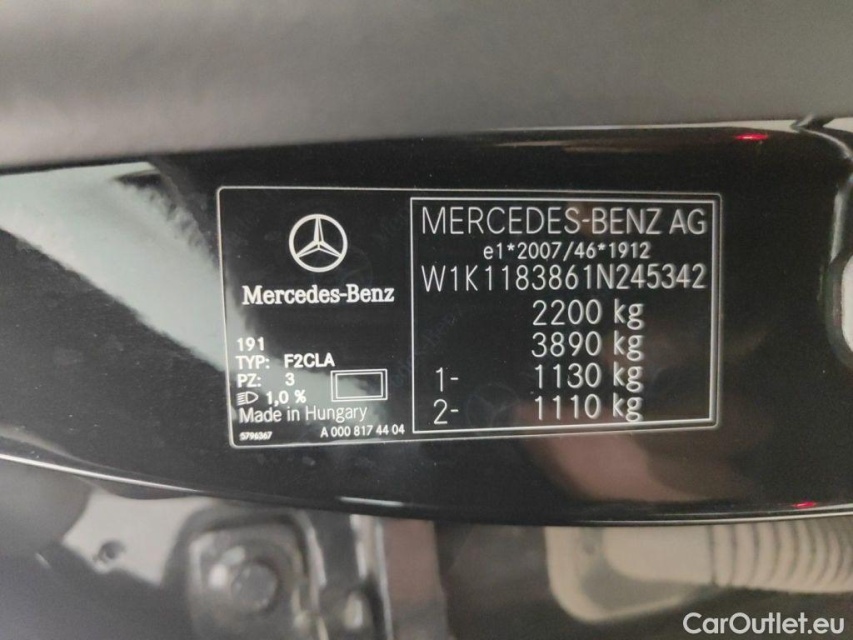 Mercedes-Benz
191
TYP: F2CLA
PZ: 3
1,0 %
Made in Hungary
5796367
A 000 817 44 04
MERCEDES-BENZ AG
e1*2007/46*1912
W1K1183861N245342
2200 kg
3890 kg
1- 1130 kg
2- 1110 kg
CarOutlet.eu